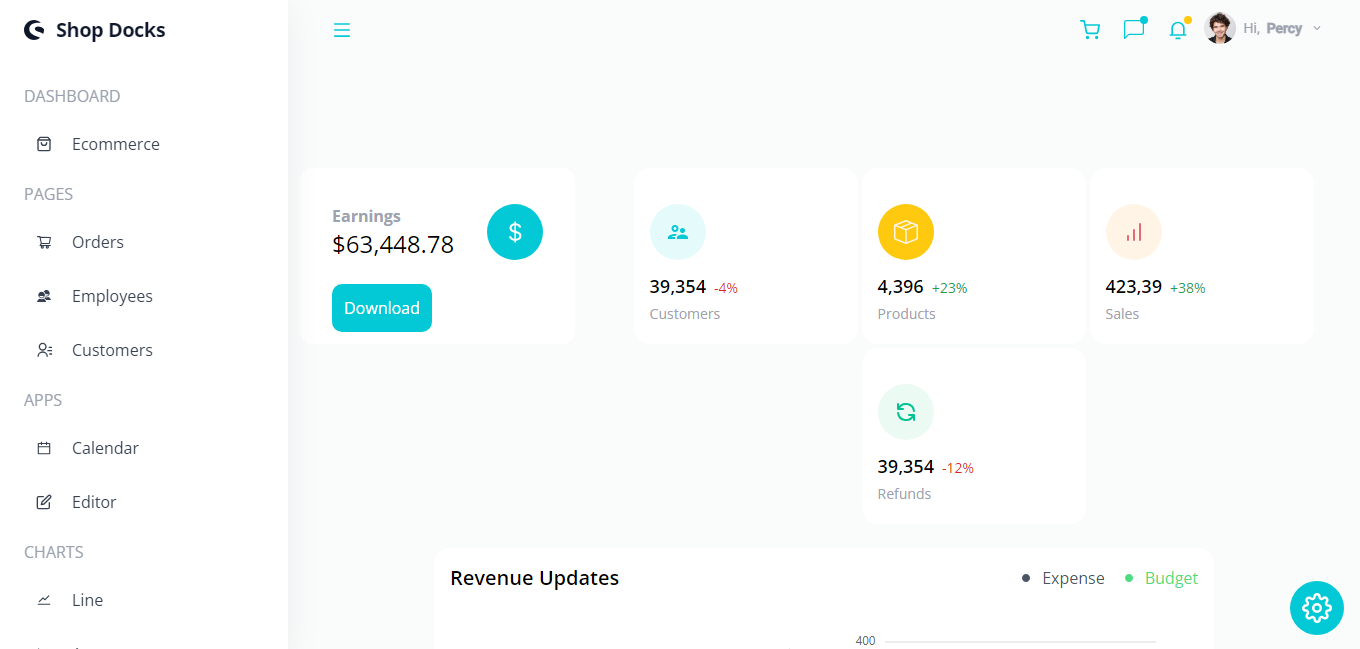 Shop Docks
Hi, Percy
DASHBOARD
Ecommerce
PAGES
Orders
Employees
Customers
APPS
Calendar
Editor
CHARTS
Line
Earnings
$63,448.78
$
Download
39,354 -4%
Customers
4,396 +23%
Products
423,39 +38%
Sales
39,354 -12%
Refunds
Revenue Updates
Expense
Budget
400